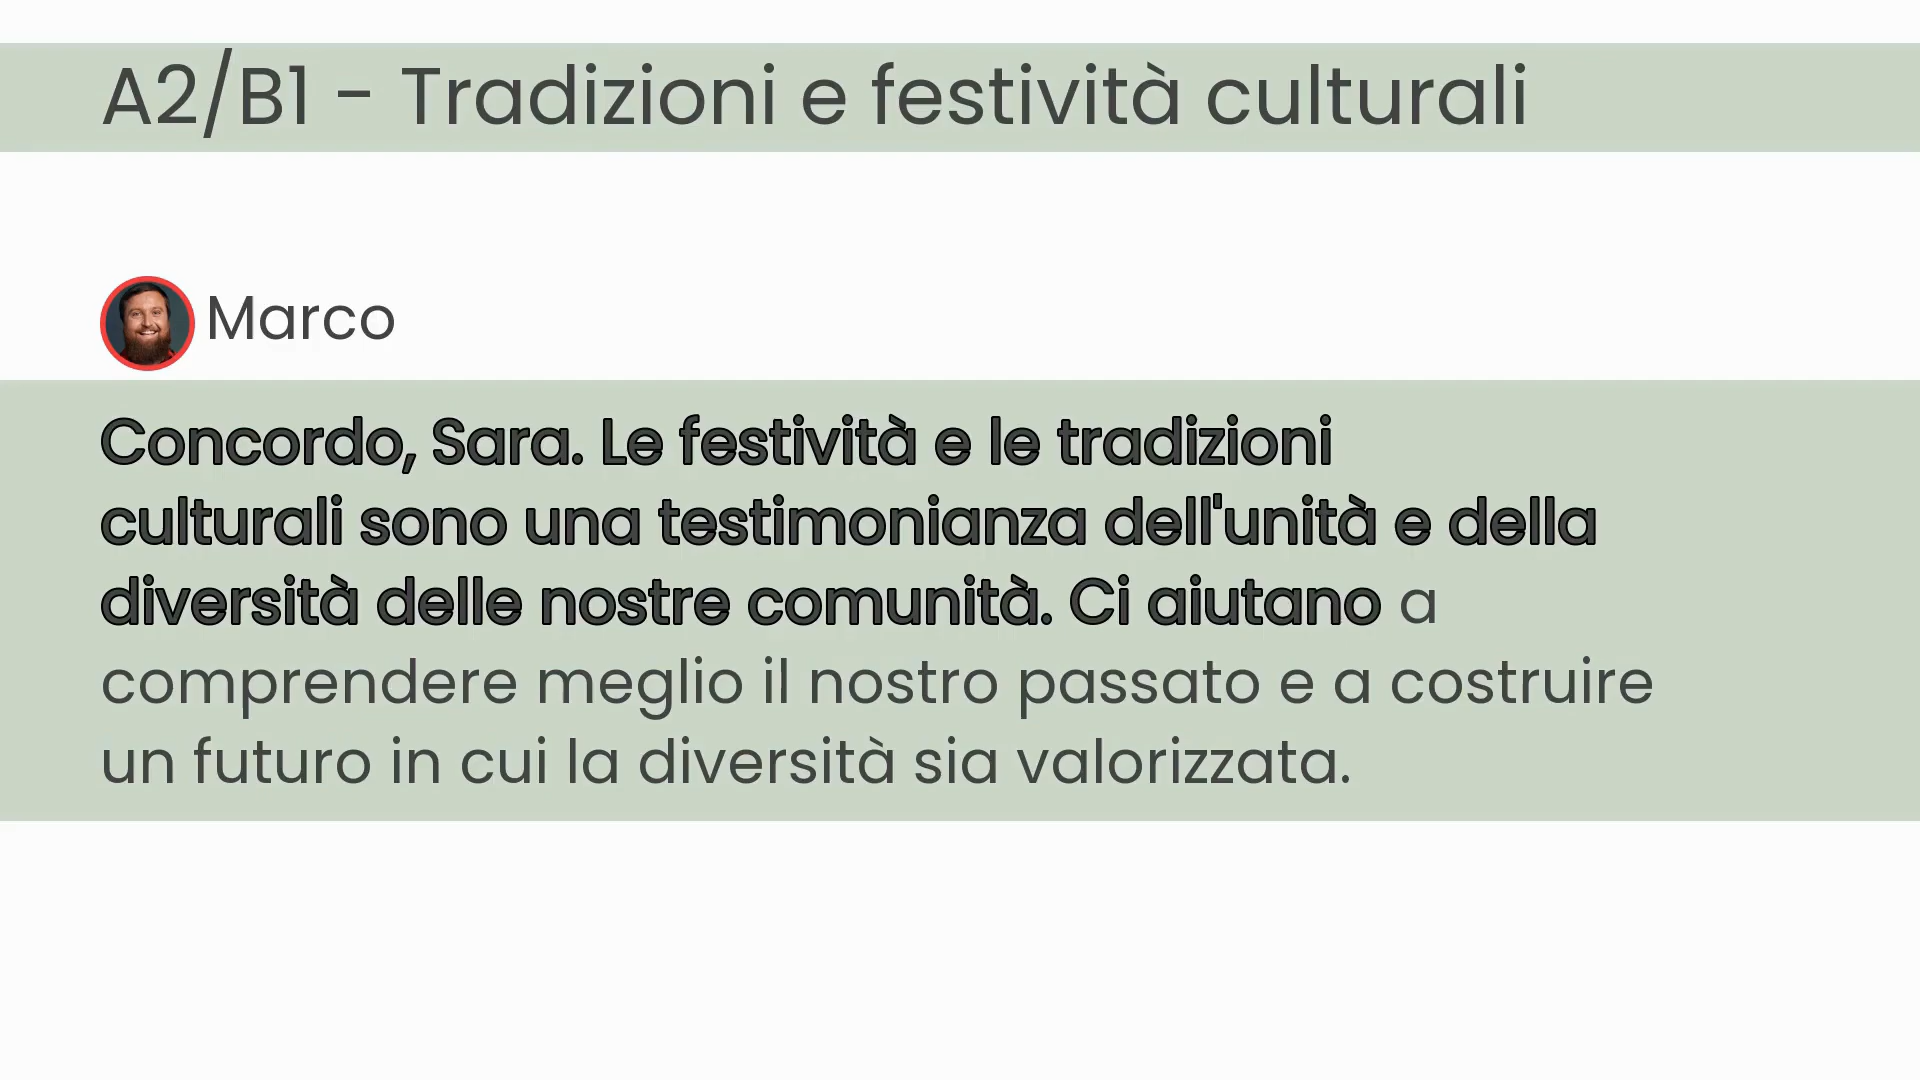 A2/B1 - Tradizioni e festività culturali
Marco
Concordo, Sara. Le festività e le tradizioni
culturali sono una testimonianza dell'unità e della
diversità delle nostre comunità. Ci aiutano a
comprendere meglio il nostro passato e a costruire
un futuro in cui la diversità sia valorizzata.